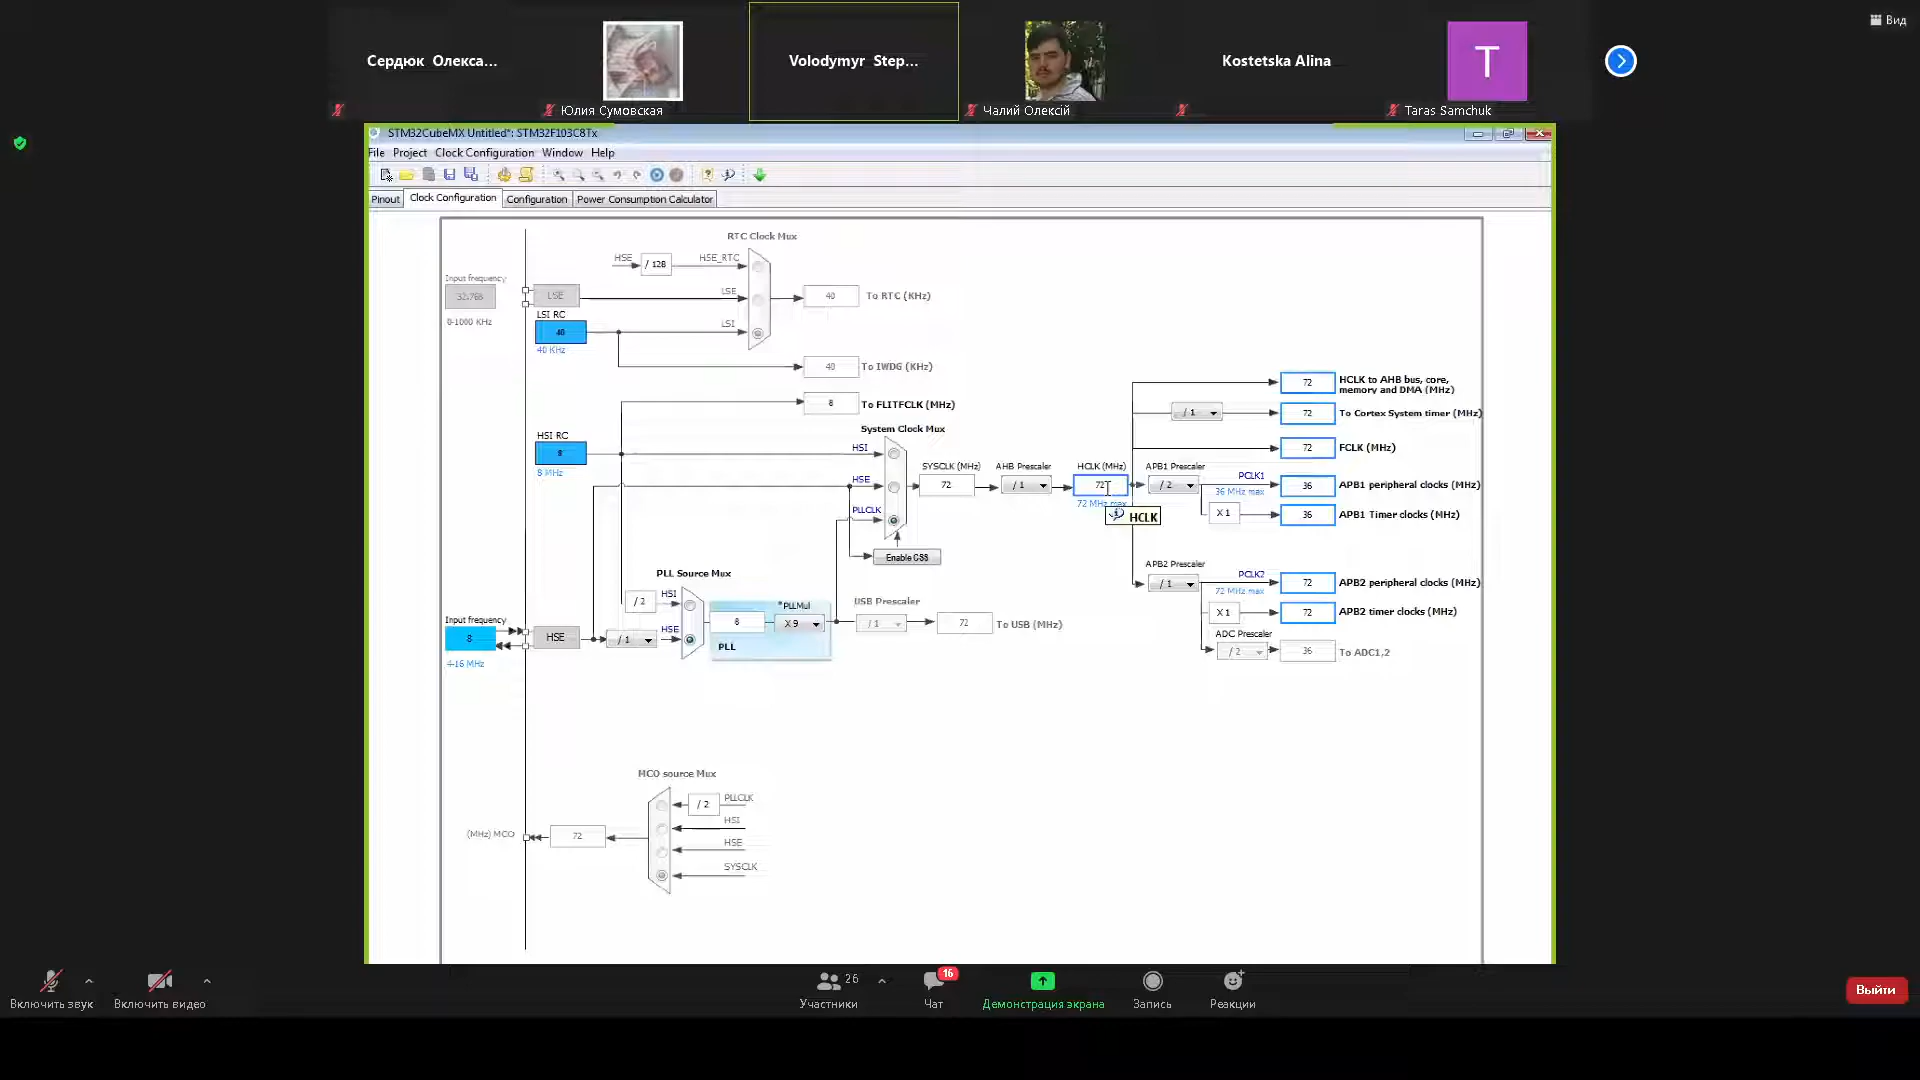 Вид
Сердюк Олекса...
Юлия Сумовская
Volodymyr Step...
Чалий Олексій
Kostetska Alina
T
Taras Samchuk
STM32CubeMX Untitled*: STM32F103C8Tx
File Project Clock Configuration Window Help
Pinout Clock Configuration Configuration Power Consumption Calculator
RTC Clock Mux
HSE / 128 HSE_RTC
Input frequency
32.768 LSE LSE 40 To RTC (KHz)
0-1000 KHz
LSI RC
40 LSI
40 KHz
40 To IWDG (KHz)
HCLK to AHB bus, core,
72 memory and DMA (MHz)
8 To FLITFCLK (MHz)
/ 1 72 To Cortex System timer (MHz)
System Clock Mux
HSI RC HSI 72 FCLK (MHz)
8
8 MHz
SYSCLK (MHz) AHB Prescaler HCLK (MHz) APB1 Prescaler
HSE 72 / 1 72 / 2 PCLK1 36 APB1 peripheral clocks (MHz)
72 MHz max 36 MHz max
PLLCLK HCLK X 1 36 APB1 Timer clocks (MHz)
Enable CSS
APB2 Prescaler
PLL Source Mux / 1 PCLK2 72 APB2 peripheral clocks (MHz)
72 MHz max
/ 2 HSI *PLLMul USB Prescaler
X 1 72 APB2 timer clocks (MHz)
Input frequency 8 X 9 / 1 72 To USB (MHz)
8 HSE / 1 HSE PLL
ADC Prescaler
/ 2 36 To ADC1,2
4-16 MHz
MCO source Mux
/ 2 PLLCLK
HSI
(MHz) MCO 72
HSE
SYSCLK
Включить звук
Включить видео
26
Участники
16
Чат
Демонстрация экрана
Запись
Реакции
Выйти